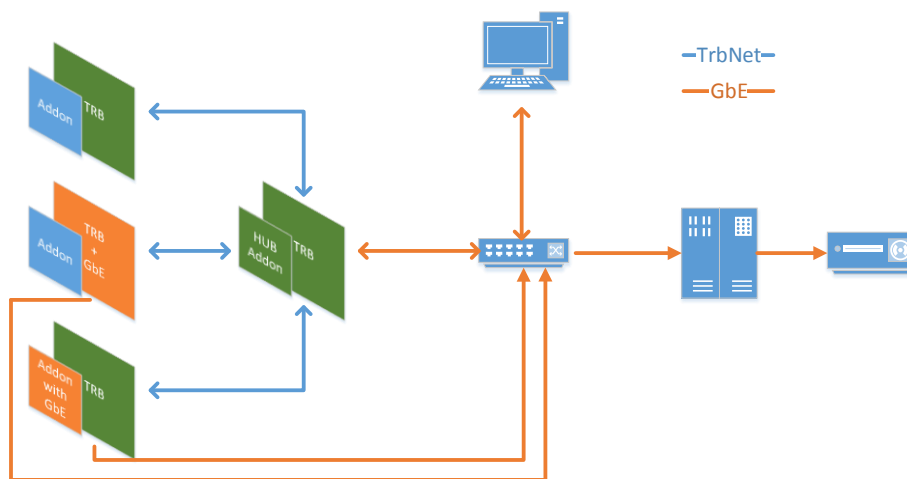 TrbNet
GbE
Addon
TRB
Addon
TRB
+
GbE
HUB
Addon
TRB
Addon
with
GbE
TRB